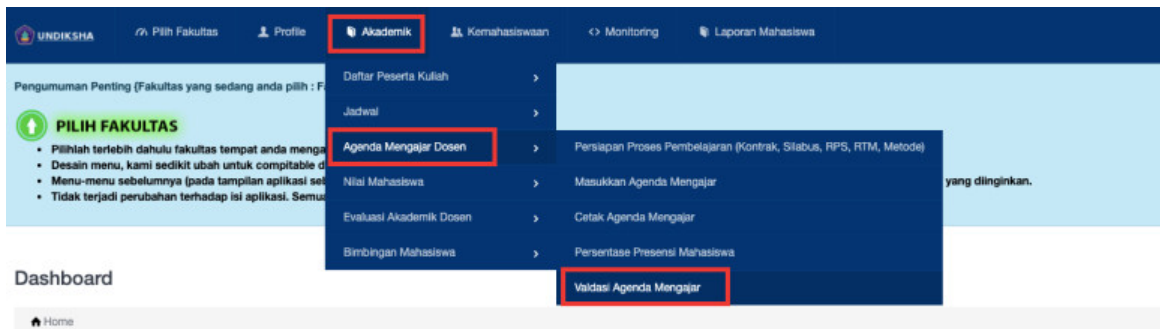 UNDIKSHA
Pilih Fakultas
Profile
Akademik
Kemahasiswaan
<> Monitoring
Laporan Mahasiswa
Pengumuman Penting (Fakultas yang sedang anda pilih : F
PILIH FAKULTAS
• Pilihlah terlebih dahulu fakultas tempat anda menga
• Desain menu, kami sedikit ubah untuk compitable d
• Menu-menu sebelumnya (pada tampilan aplikasi sel
yang diinginkan.
• Tidak terjadi perubahan terhadap isi aplikasi. Semu
Daftar Peserta Kuliah >
Jadwal >
Agenda Mengajar Dosen >
Nilai Mahasiswa >
Evaluasi Akademik Dosen >
Bimbingan Mahasiswa >
Persiapan Proses Pembelajaran (Kontrak, Silabus, RPS, RTM, Metode)
Masukkan Agenda Mengajar
Cetak Agenda Mengajar
Persentase Presensi Mahasiswa
Valdasi Agenda Mengajar
Dashboard
Home